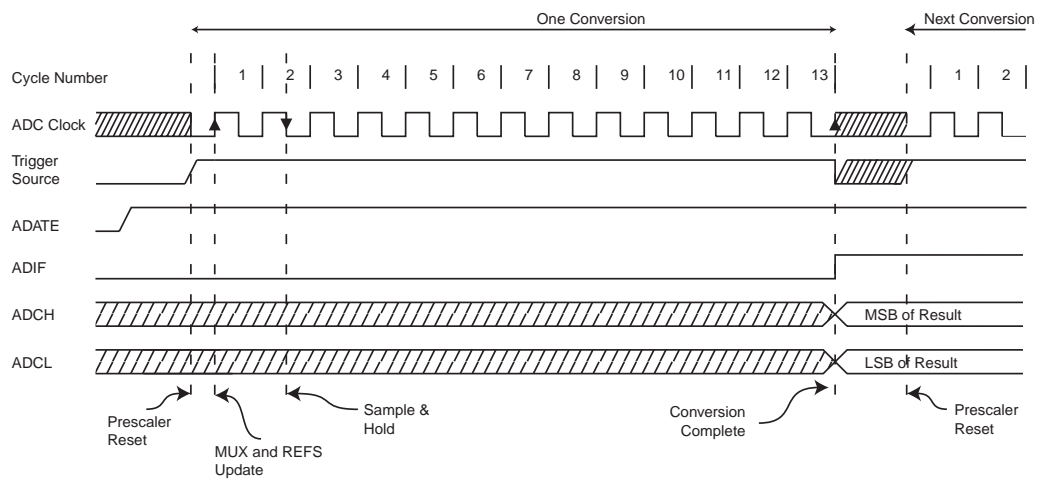 One Conversion
Next Conversion
Cycle Number
1 2 3 4 5 6 7 8 9 10 11 12 13 1 2
ADC Clock
Trigger
Source
ADATE
ADIF
ADCH
MSB of Result
ADCL
LSB of Result
Prescaler
Reset
MUX and REFS
Update
Sample &
Hold
Conversion
Complete
Prescaler
Reset